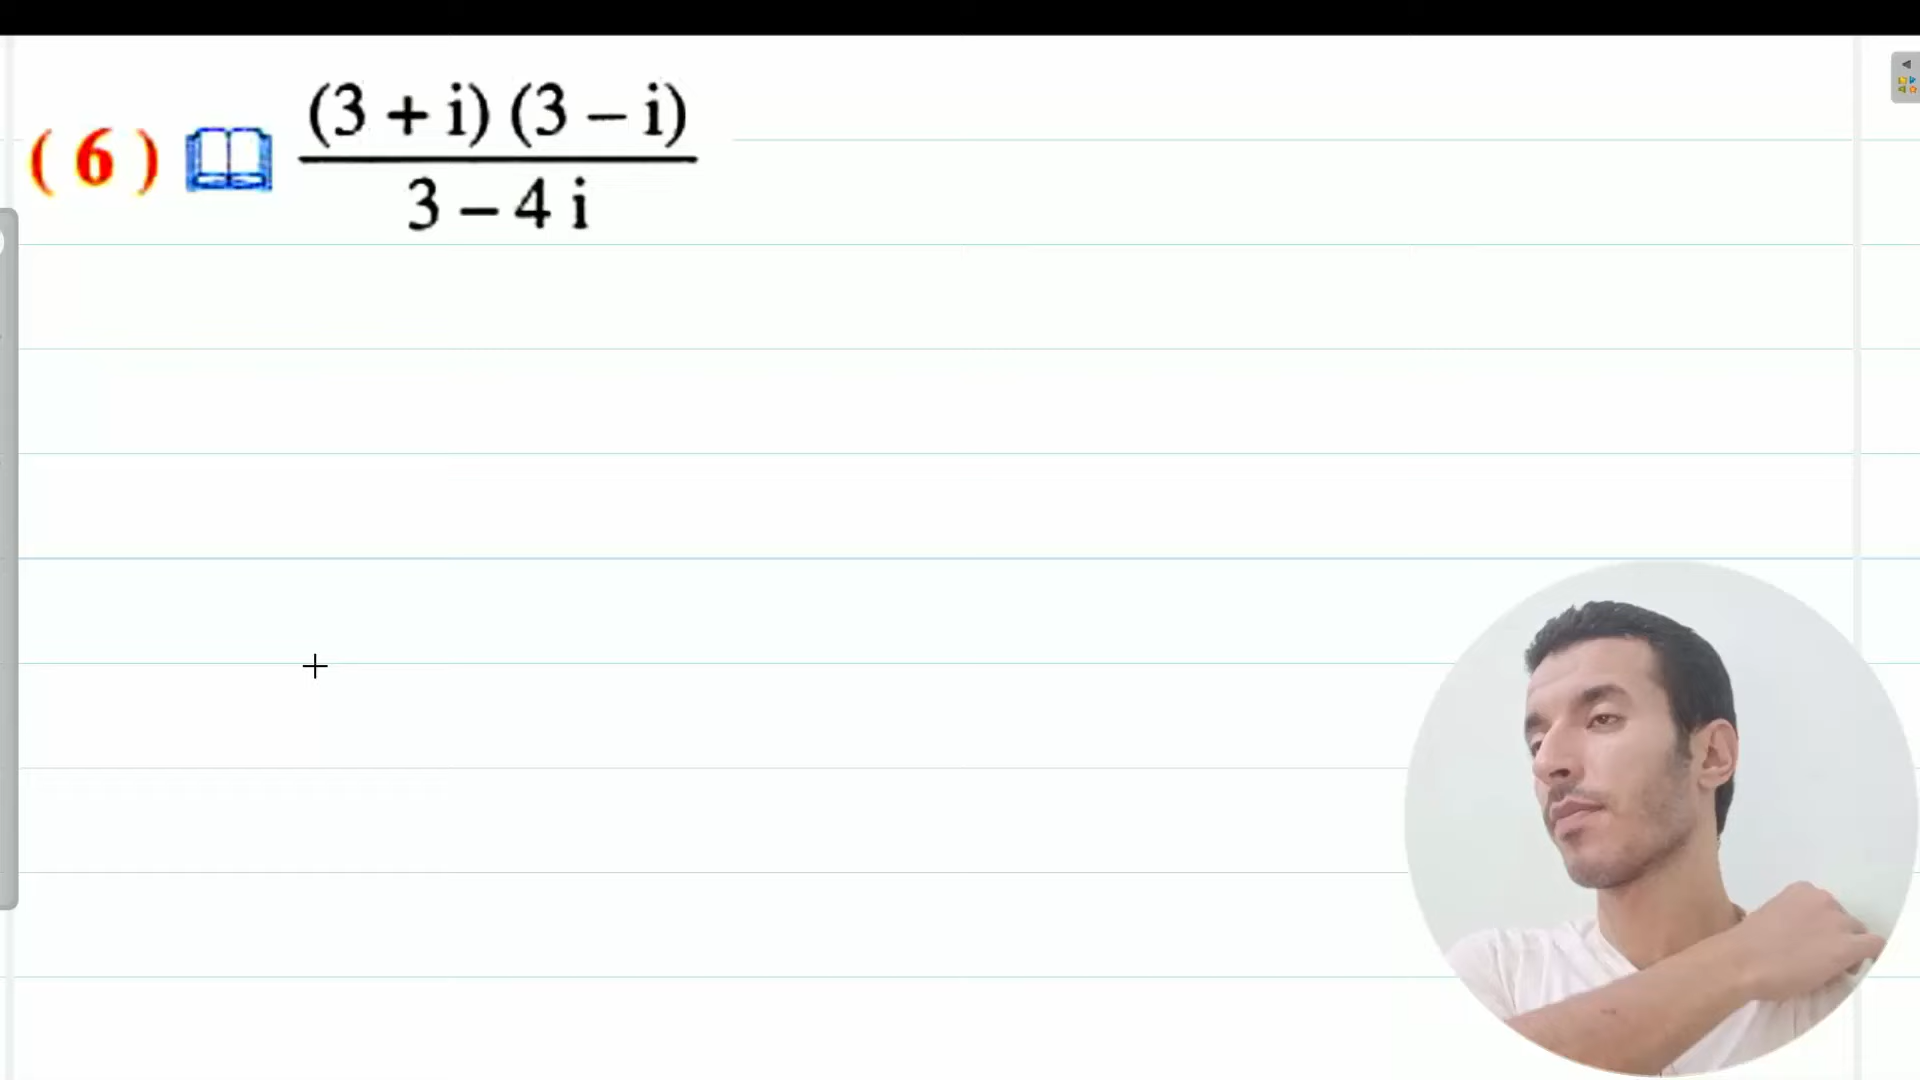 ( 6 ) (3 + i) (3 – i)
3 – 4 i